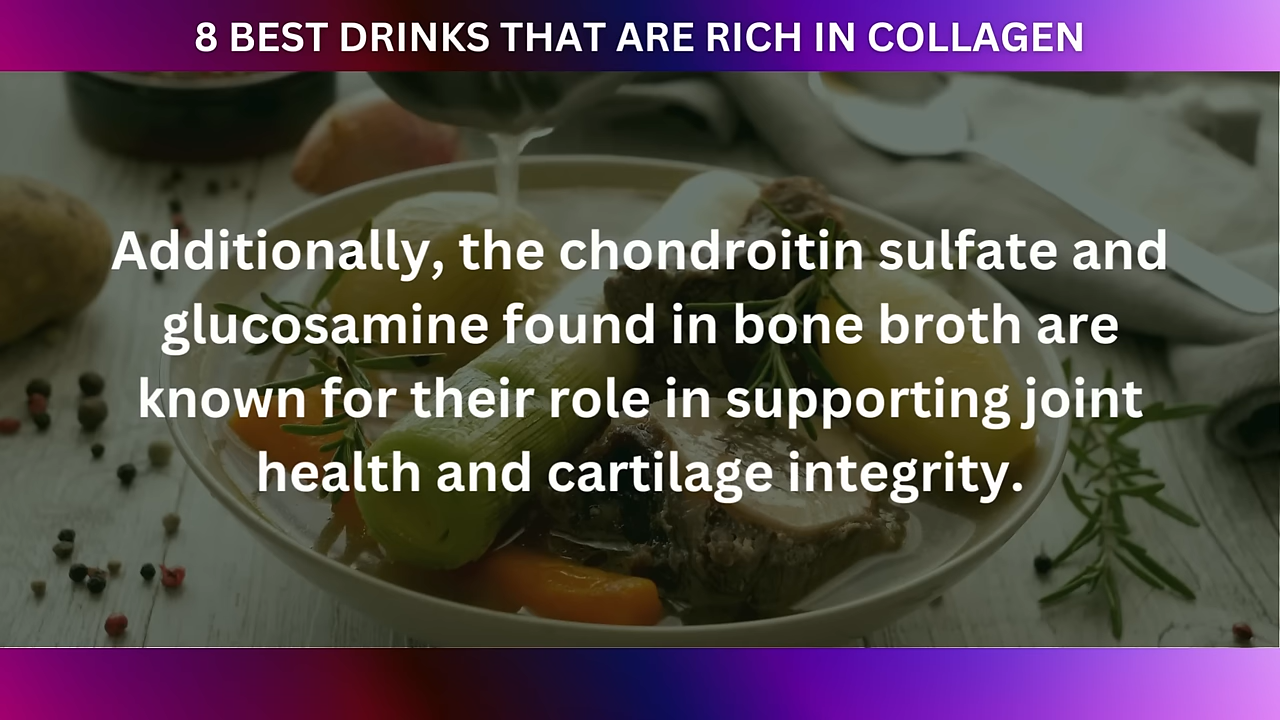 8 BEST DRINKS THAT ARE RICH IN COLLAGEN
Additionally, the chondroitin sulfate and
glucosamine found in bone broth are
known for their role in supporting joint
health and cartilage integrity.